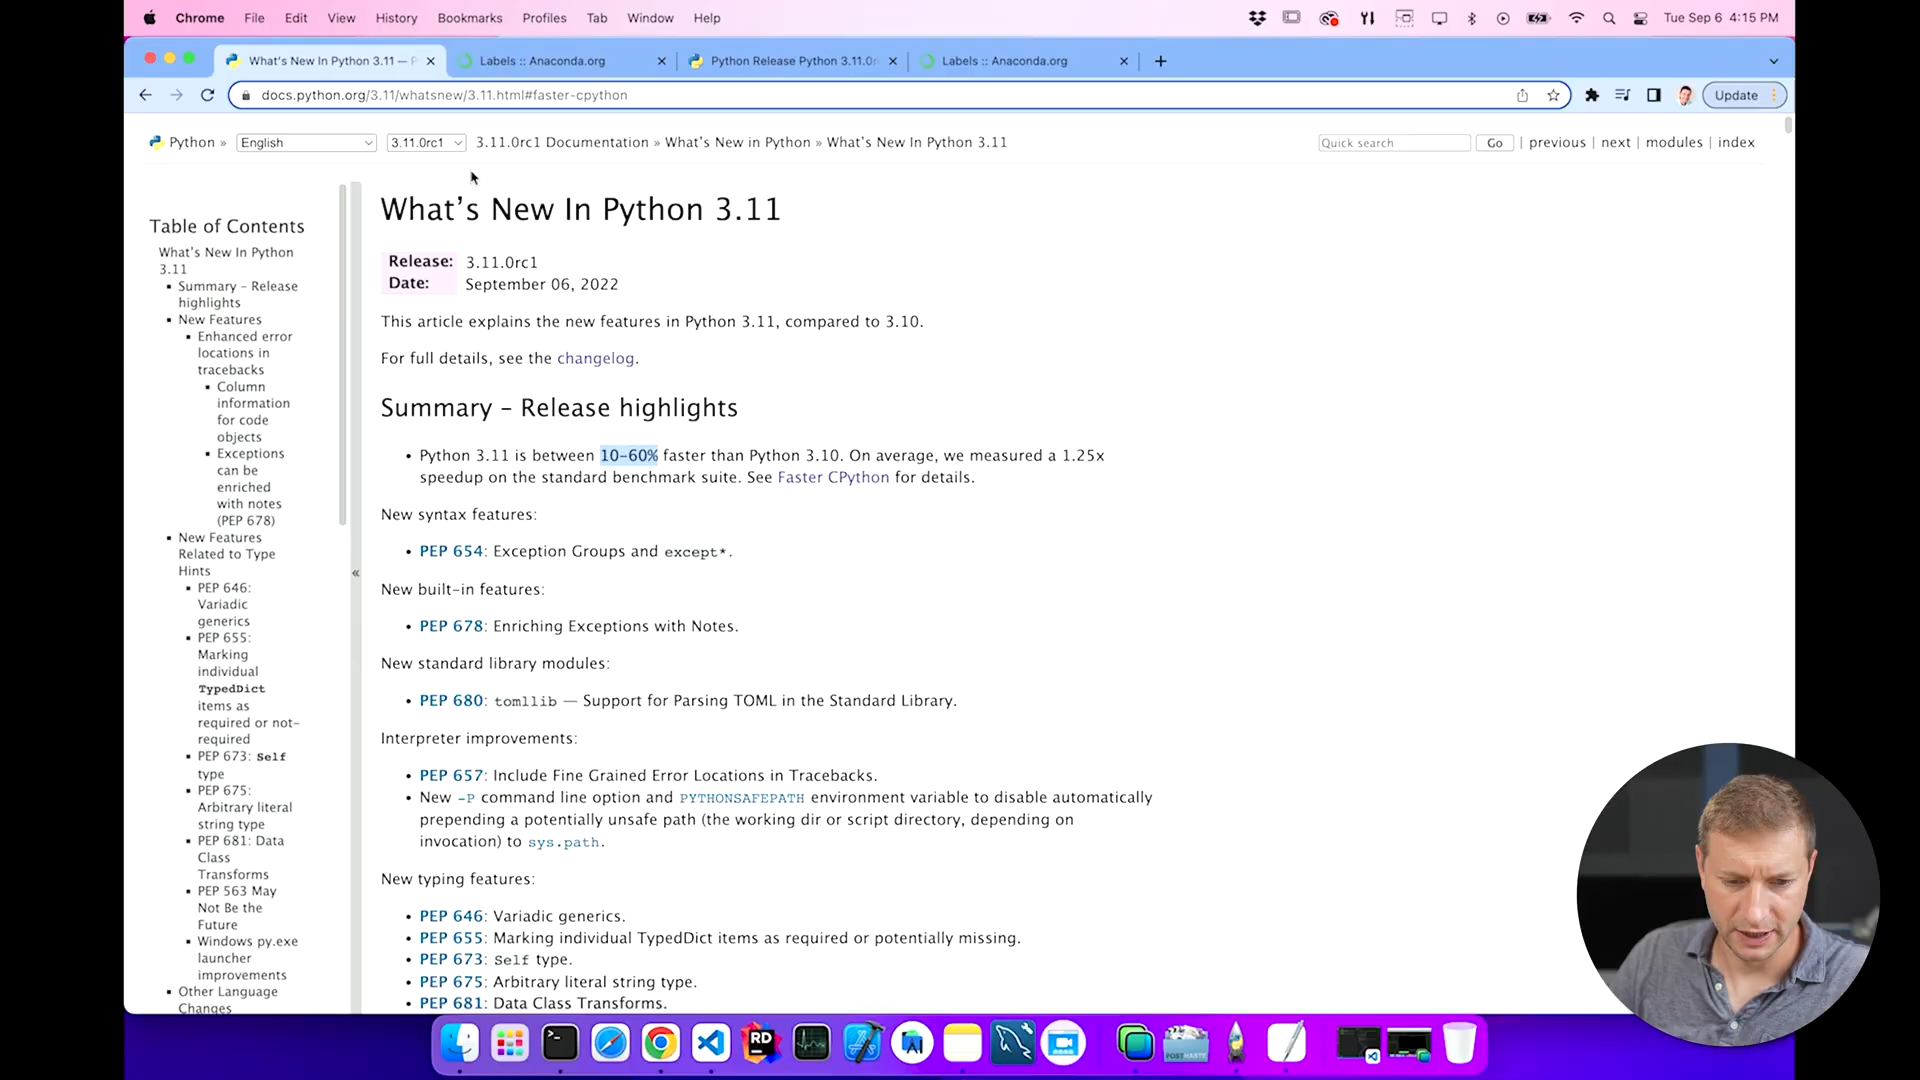 Chrome File Edit View History Bookmarks Profiles Tab Window Help
Tue Sep 6 4:15 PM
What's New In Python 3.11 — P
Labels :: Anaconda.org
Python Release Python 3.11.0r
Labels :: Anaconda.org
docs.python.org/3.11/whatsnew/3.11.html#faster-cpython
Update
Python »
English
3.11.0rc1
3.11.0rc1 Documentation » What's New in Python » What's New In Python 3.11
Quick search
Go
| previous | next | modules | index
Table of Contents
What's New In Python
3.11
Summary – Release
highlights
New Features
Enhanced error
locations in
tracebacks
Column
information
for code
objects
Exceptions
can be
enriched
with notes
(PEP 678)
New Features
Related to Type
Hints
PEP 646:
Variadic
generics
PEP 655:
Marking
individual
TypedDict
items as
required or not-
required
PEP 673: Self
type
PEP 675:
Arbitrary literal
string type
PEP 681: Data
Class
Transforms
PEP 563 May
Not Be the
Future
Windows py.exe
launcher
improvements
Other Language
Changes
«
What's New In Python 3.11
Release: 3.11.0rc1
Date: September 06, 2022
This article explains the new features in Python 3.11, compared to 3.10.
For full details, see the changelog.
Summary – Release highlights
• Python 3.11 is between 10–60% faster than Python 3.10. On average, we measured a 1.25x
speedup on the standard benchmark suite. See Faster CPython for details.
New syntax features:
• PEP 654: Exception Groups and except*.
New built-in features:
• PEP 678: Enriching Exceptions with Notes.
New standard library modules:
• PEP 680: tomllib — Support for Parsing TOML in the Standard Library.
Interpreter improvements:
• PEP 657: Include Fine Grained Error Locations in Tracebacks.
• New -P command line option and PYTHONSAFEPATH environment variable to disable automatically
prepending a potentially unsafe path (the working dir or script directory, depending on
invocation) to sys.path.
New typing features:
• PEP 646: Variadic generics.
• PEP 655: Marking individual TypedDict items as required or potentially missing.
• PEP 673: Self type.
• PEP 675: Arbitrary literal string type.
• PEP 681: Data Class Transforms.
RD